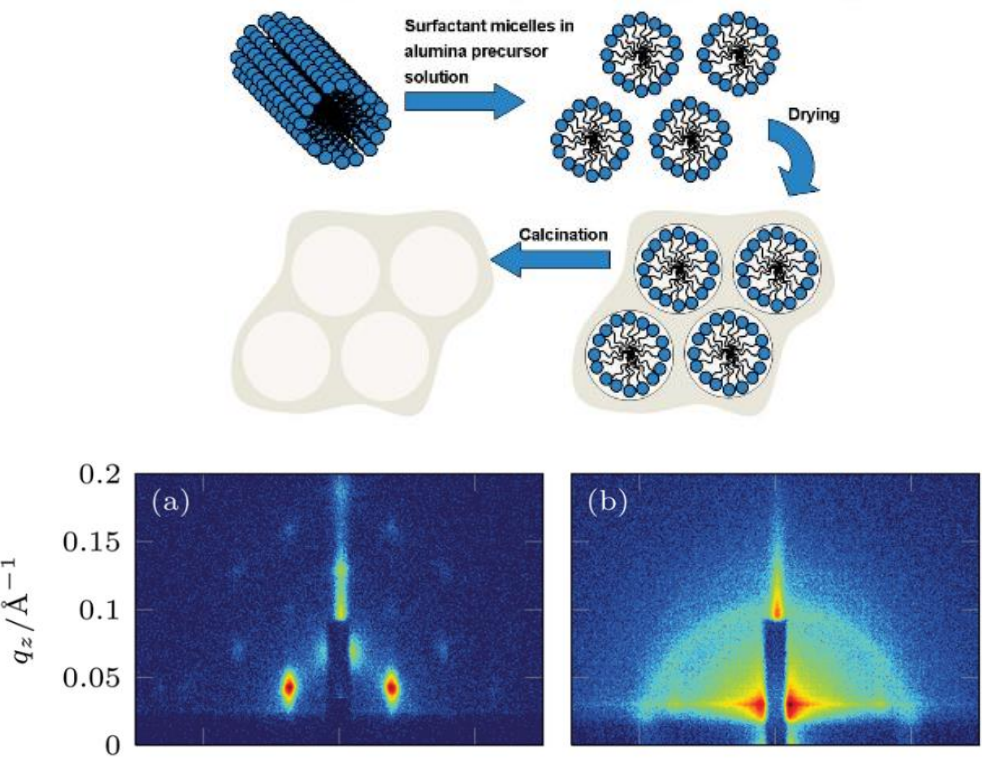 Surfactant micelles in
alumina precursor
solution
Drying
Calcination
(a)
(b)
0.2
0.15
0.1
0.05
0
q_z/Å⁻¹